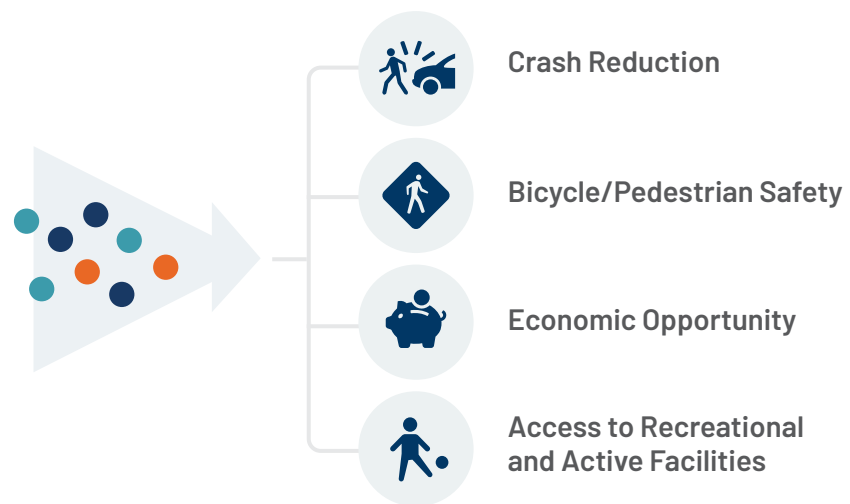 Crash Reduction
Bicycle/Pedestrian Safety
Economic Opportunity
Access to Recreational
and Active Facilities